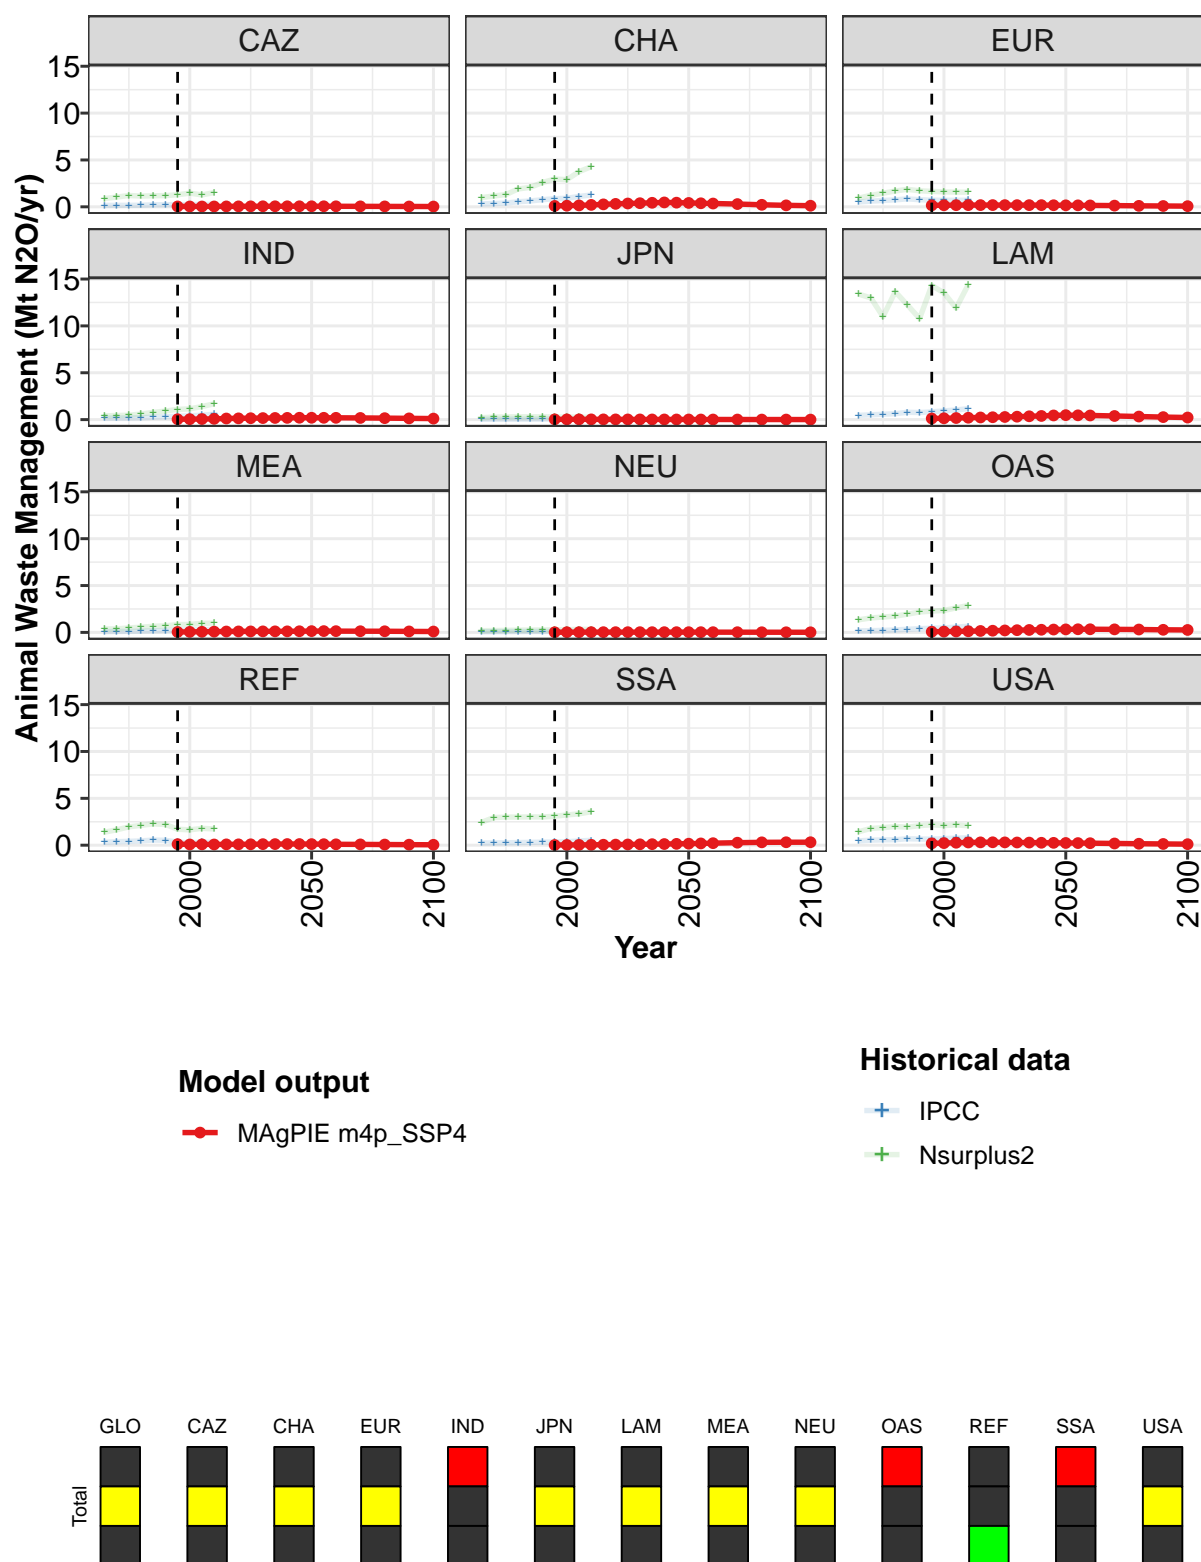 CAZ CHA EUR
15
10
5
0
IND JPN LAM
15
10
5
0
MEA NEU OAS
15
10
5
0
REF SSA USA
15
10
5
0
2000 2050 2100 2000 2050 2100 2000 2050 2100
Animal Waste Management (Mt N2O/yr)
Year
Model output
MAgPIE m4p_SSP4
Historical data
IPCC
Nsurplus2
GLO CAZ CHA EUR IND JPN LAM MEA NEU OAS REF SSA USA
Total